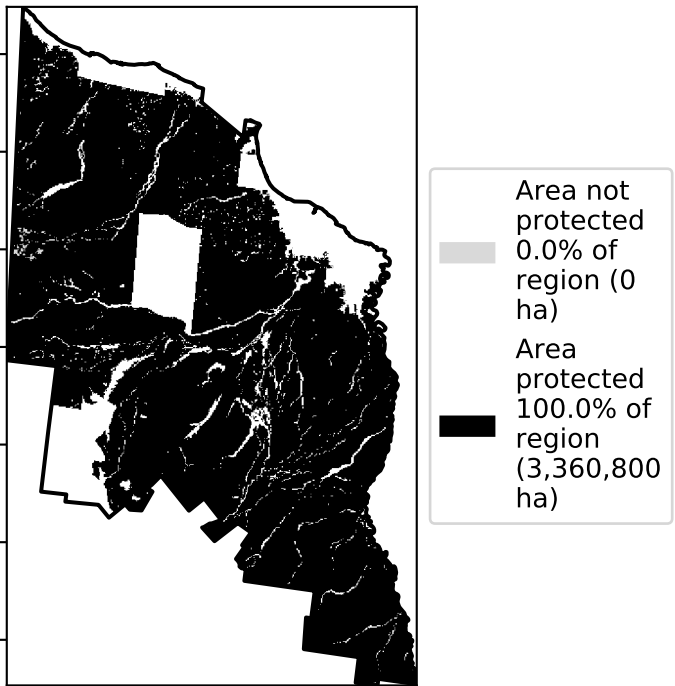 Area not
protected
0.0% of
region (0
ha)
Area
protected
100.0% of
region
(3,360,800
ha)